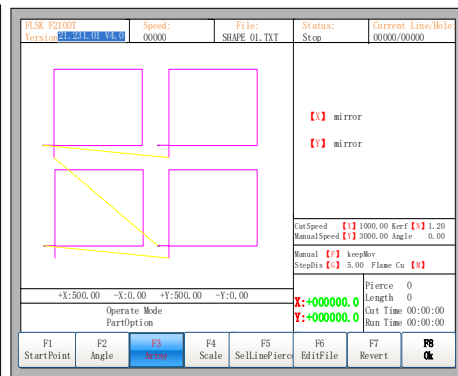 FLSK F2100T Speed: File: Status: Current Line/Hole:
Version 21.231.01 V4.0 00000 SHAPE 01.TXT Stop 00000/00000
【X】 mirror
【Y】 mirror
CutSpeed 【X】1000.00 Kerf【N】1.20
ManualSpeed【Y】3000.00 Angle 0.00
Manual 【F】 keepMov
StepDis【G】 5.00 Flame Cu 【M】
+X:500.00 -X:0.00 +Y:500.00 -Y:0.00
Operate Mode
PartOption
X:+000000.0
Y:+000000.0
Pierce 0
Length 0
Cut Time 00:00:00
Run Time 00:00:00
F1 F2 F3 F4 F5 F6 F7 F8
StartPoint Angle Array Scale SelLinePierc EditFile Revert Ok